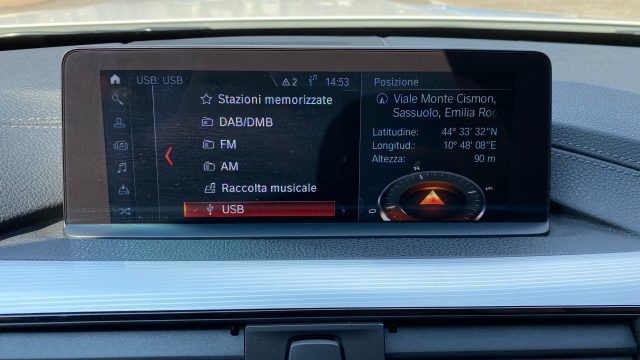 USB: USB
2
14:53
Stazioni memorizzate
DAB/DMB
FM
AM
Raccolta musicale
USB
Posizione
Viale Monte Cismon,
Sassuolo, Emilia Ro
Latitudine: 44° 33' 32"N
Longitud.: 10° 48' 08"E
Altezza: 90 m
N
E
O